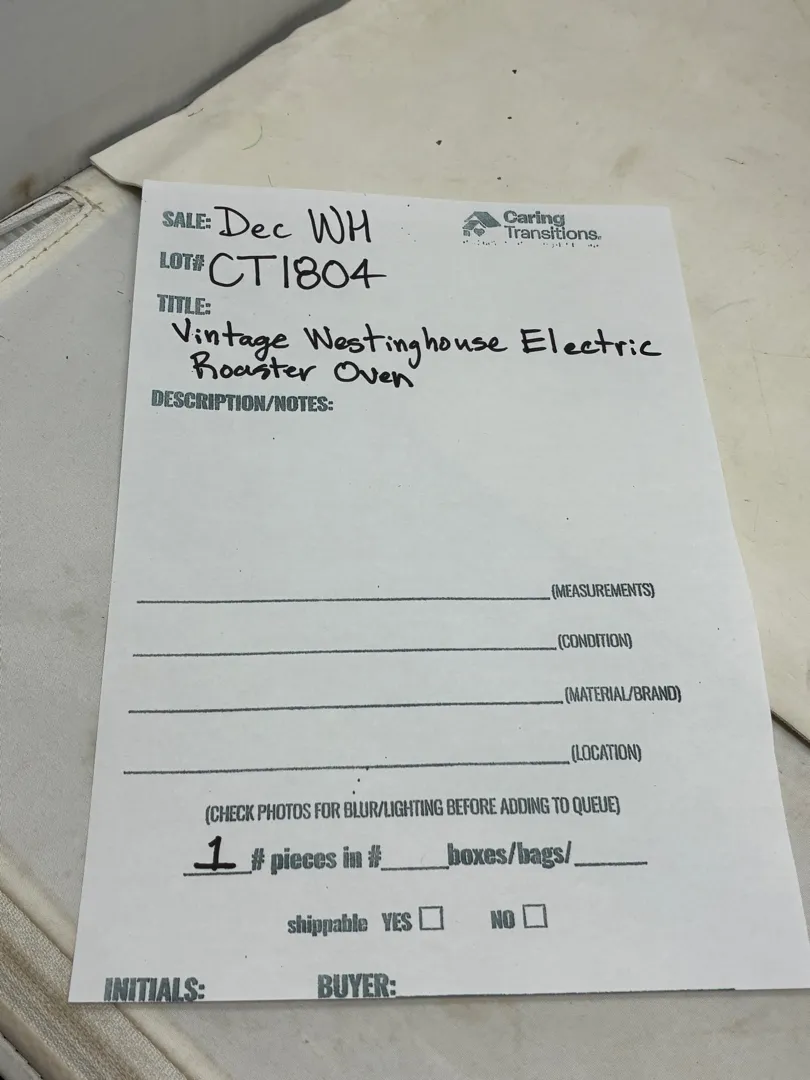 SALE: Dec WH
Caring
Transitions
LOT# CT1804
TITLE:
Vintage Westinghouse Electric
Roaster Oven
DESCRIPTION/NOTES:
(MEASUREMENTS)
(CONDITION)
(MATERIAL/BRAND)
(LOCATION)
(CHECK PHOTOS FOR BLUR/LIGHTING BEFORE ADDING TO QUEUE)
1 # pieces in #____boxes/bags/____
shippable YES ☐ NO ☐
INITIALS: BUYER: